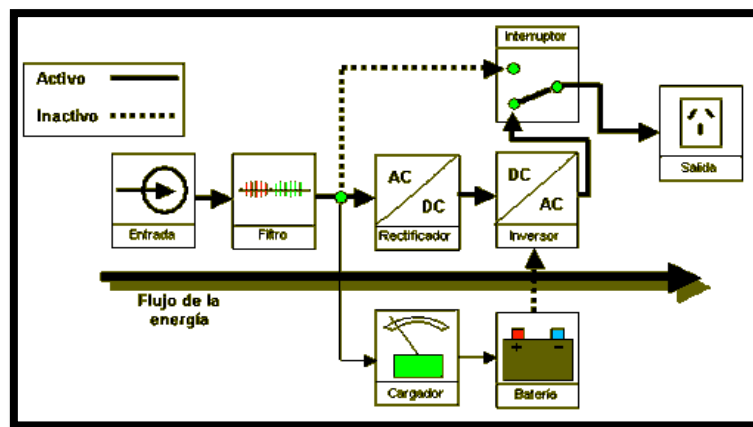 Interruptor
Activo
Inactivo
Salida
Entrada
Filtro
AC
DC
Rectificador
DC
AC
Inversor
Flujo de la
energía
Cargador
+ −
Batería